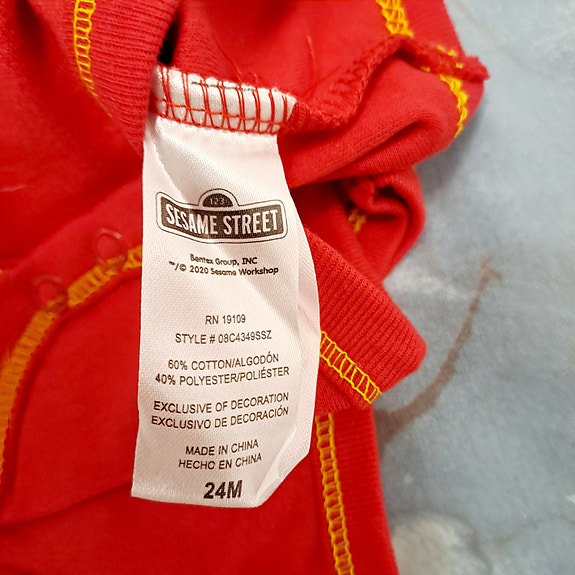 123
SESAME STREET
Bentex Group, INC
™/© 2020 Sesame Workshop
RN 19109
STYLE # 08C4349SSZ
60% COTTON/ALGODÓN
40% POLYESTER/POLIÉSTER
EXCLUSIVE OF DECORATION
EXCLUSIVO DE DECORACIÓN
MADE IN CHINA
HECHO EN CHINA
24M